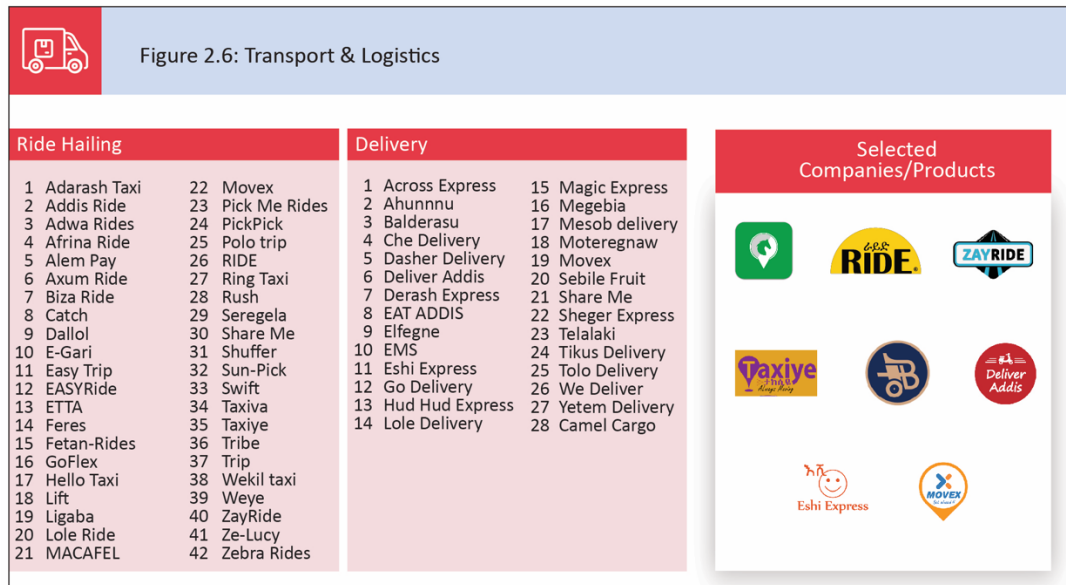 Figure 2.6: Transport & Logistics
Ride Hailing
1 Adarash Taxi
2 Addis Ride
3 Adwa Rides
4 Afrina Ride
5 Alem Pay
6 Axum Ride
7 Biza Ride
8 Catch
9 Dallol
10 E-Gari
11 Easy Trip
12 EASYRide
13 ETTA
14 Feres
15 Fetan-Rides
16 GoFlex
17 Hello Taxi
18 Lift
19 Ligaba
20 Lole Ride
21 MACAFEL
22 Movex
23 Pick Me Rides
24 PickPick
25 Polo trip
26 RIDE
27 Ring Taxi
28 Rush
29 Seregela
30 Share Me
31 Shuffer
32 Sun-Pick
33 Swift
34 Taxiva
35 Taxiye
36 Tribe
37 Trip
38 Wekil taxi
39 Weye
40 ZayRide
41 Ze-Lucy
42 Zebra Rides
Delivery
1 Across Express
2 Ahunnnu
3 Balderasu
4 Che Delivery
5 Dasher Delivery
6 Deliver Addis
7 Derash Express
8 EAT ADDIS
9 Elfegne
10 EMS
11 Eshi Express
12 Go Delivery
13 Hud Hud Express
14 Lole Delivery
15 Magic Express
16 Megebia
17 Mesob delivery
18 Moteregnaw
19 Movex
20 Sebile Fruit
21 Share Me
22 Sheger Express
23 Telalaki
24 Tikus Delivery
25 Tolo Delivery
26 We Deliver
27 Yetem Delivery
28 Camel Cargo
Selected
Companies/Products
ራይድ
RIDE
ZAYRIDE
Taxiye
Always Moving
B
Deliver
Addis
እሺ
Eshi Express
MOVEX